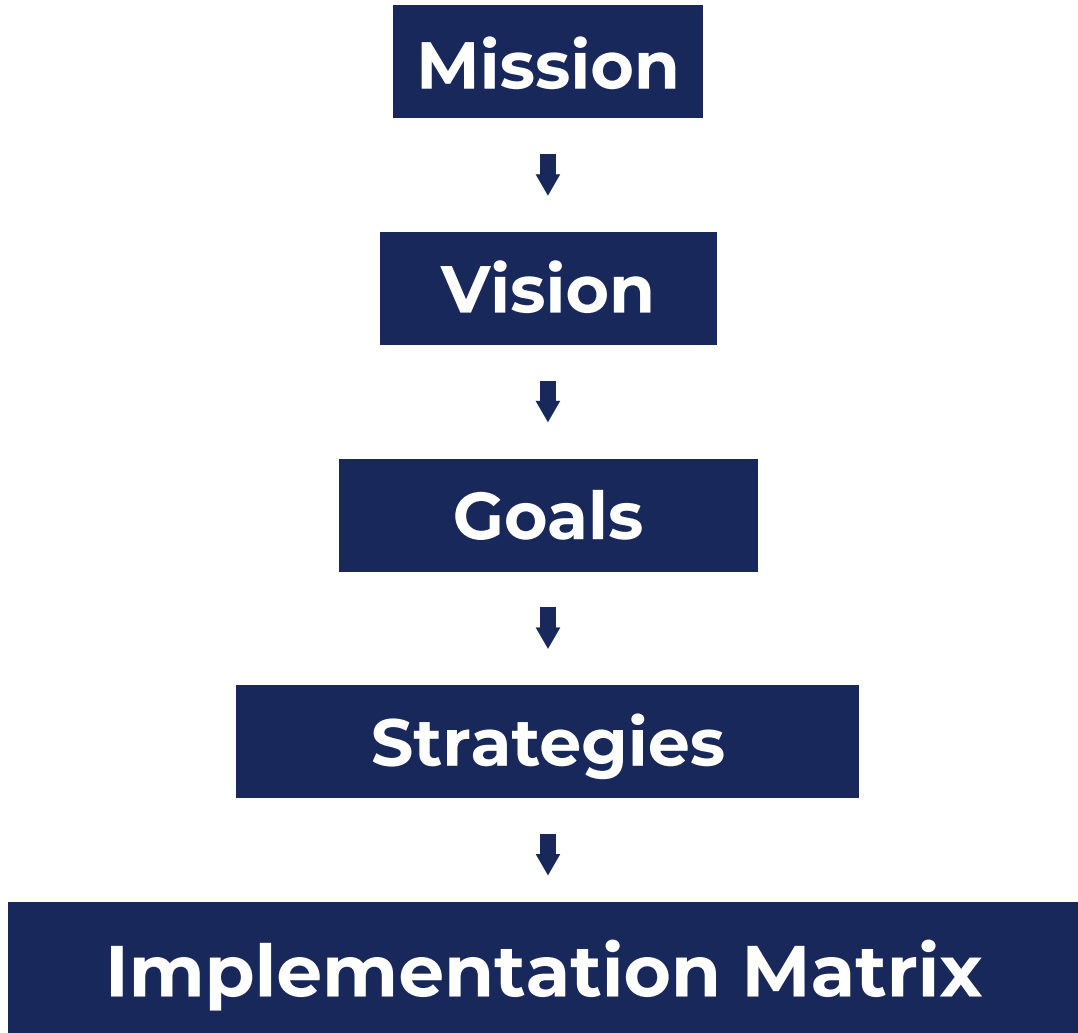 Mission
Vision
Goals
Strategies
Implementation Matrix